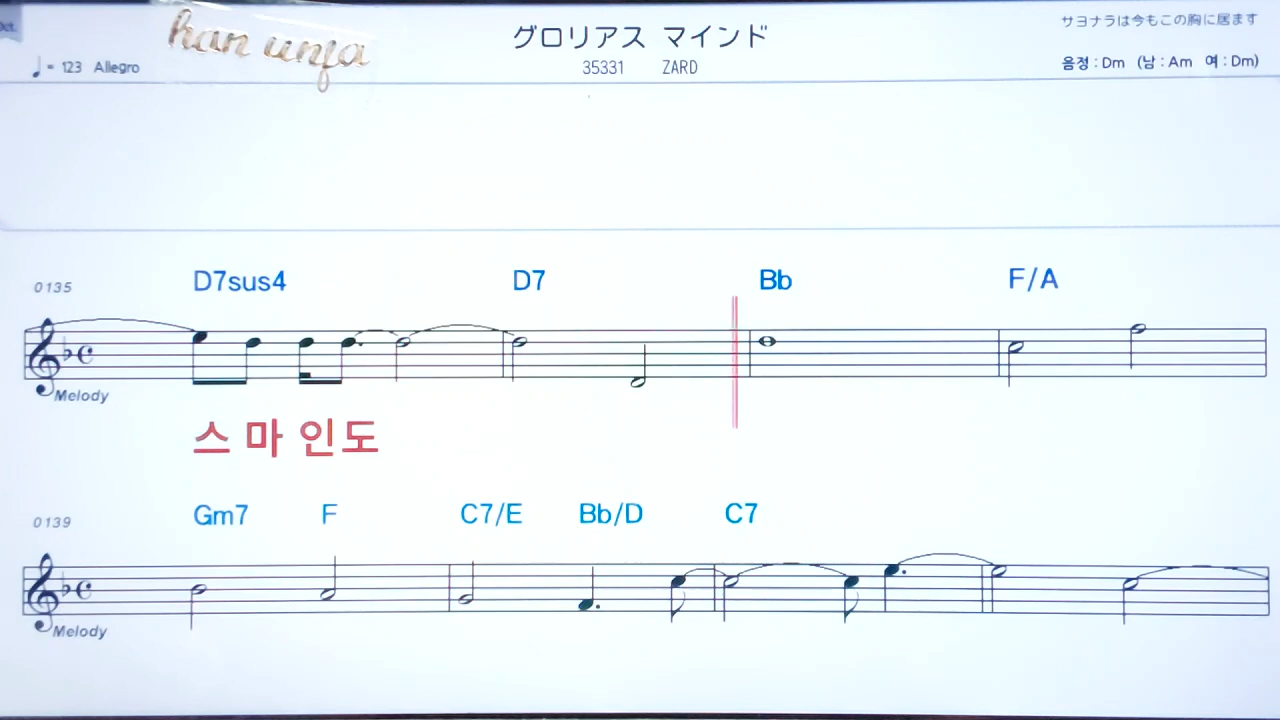 Oct.
han unfa
グロリアス マインド
サヨナラは今もこの胸に居ます
♩= 123 Allegro
35331 ZARD
음정 : Dm (남 : Am 여 : Dm)
0135
D7sus4 D7 Bb F/A
Melody
스 마 인도
0139
Gm7 F C7/E Bb/D C7
Melody